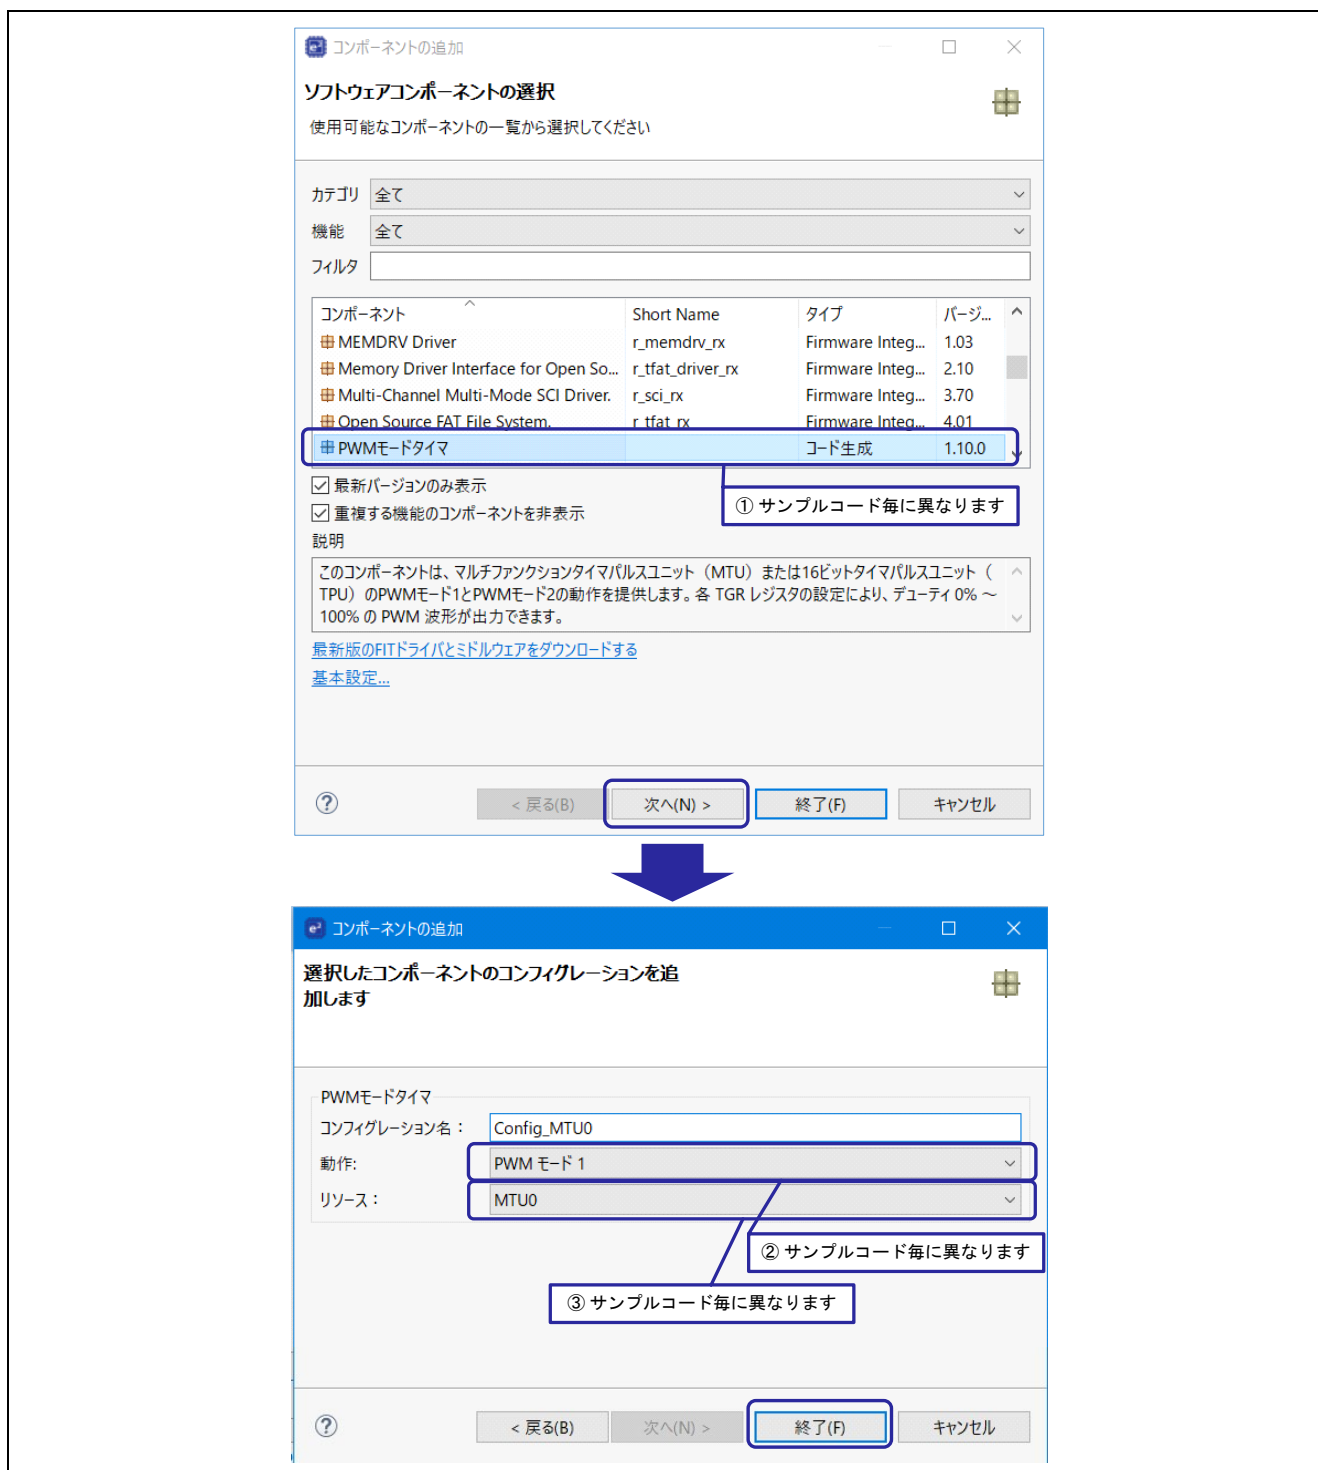 コンポーネントの追加
ソフトウェアコンポーネントの選択
使用可能なコンポーネントの一覧から選択してください
カテゴリ 全て
機能 全て
フィルタ
コンポーネント Short Name タイプ バージ...
MEMDRV Driver r_memdrv_rx Firmware Integ... 1.03
Memory Driver Interface for Open So... r_tfat_driver_rx Firmware Integ... 2.10
Multi-Channel Multi-Mode SCI Driver. r_sci_rx Firmware Integ... 3.70
Open Source FAT File System. r_tfat_rx Firmware Integ... 4.01
PWMモードタイマ コード生成 1.10.0
最新バージョンのみ表示
① サンプルコード毎に異なります
重複する機能のコンポーネントを非表示
説明
このコンポーネントは、マルチファンクションタイマパルスユニット（MTU）または16ビットタイマパルスユニット（
TPU）のPWMモード1とPWMモード2の動作を提供します。各 TGR レジスタの設定により、デューティ 0% ～
100% の PWM 波形が出力できます。
最新版のFITドライバとミドルウェアをダウンロードする
基本設定...
< 戻る(B) 次へ(N) > 終了(F) キャンセル
コンポーネントの追加
選択したコンポーネントのコンフィグレーションを追
加します
PWMモードタイマ
コンフィグレーション名： Config_MTU0
動作: PWM モード 1
リソース： MTU0
② サンプルコード毎に異なります
③ サンプルコード毎に異なります
< 戻る(B) 次へ(N) > 終了(F) キャンセル